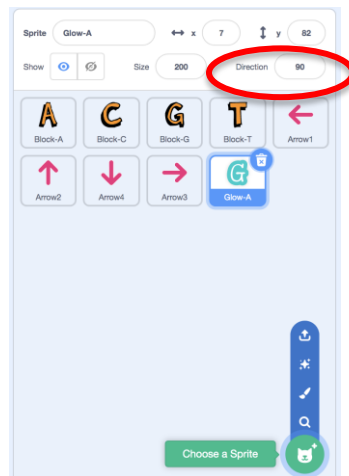 Sprite Glow-A x 7 y 82
Show Size 200 Direction 90
A C G T
Block-A Block-C Block-G Block-T Arrow1
G
Arrow2 Arrow4 Arrow3 Glow-A
Choose a Sprite